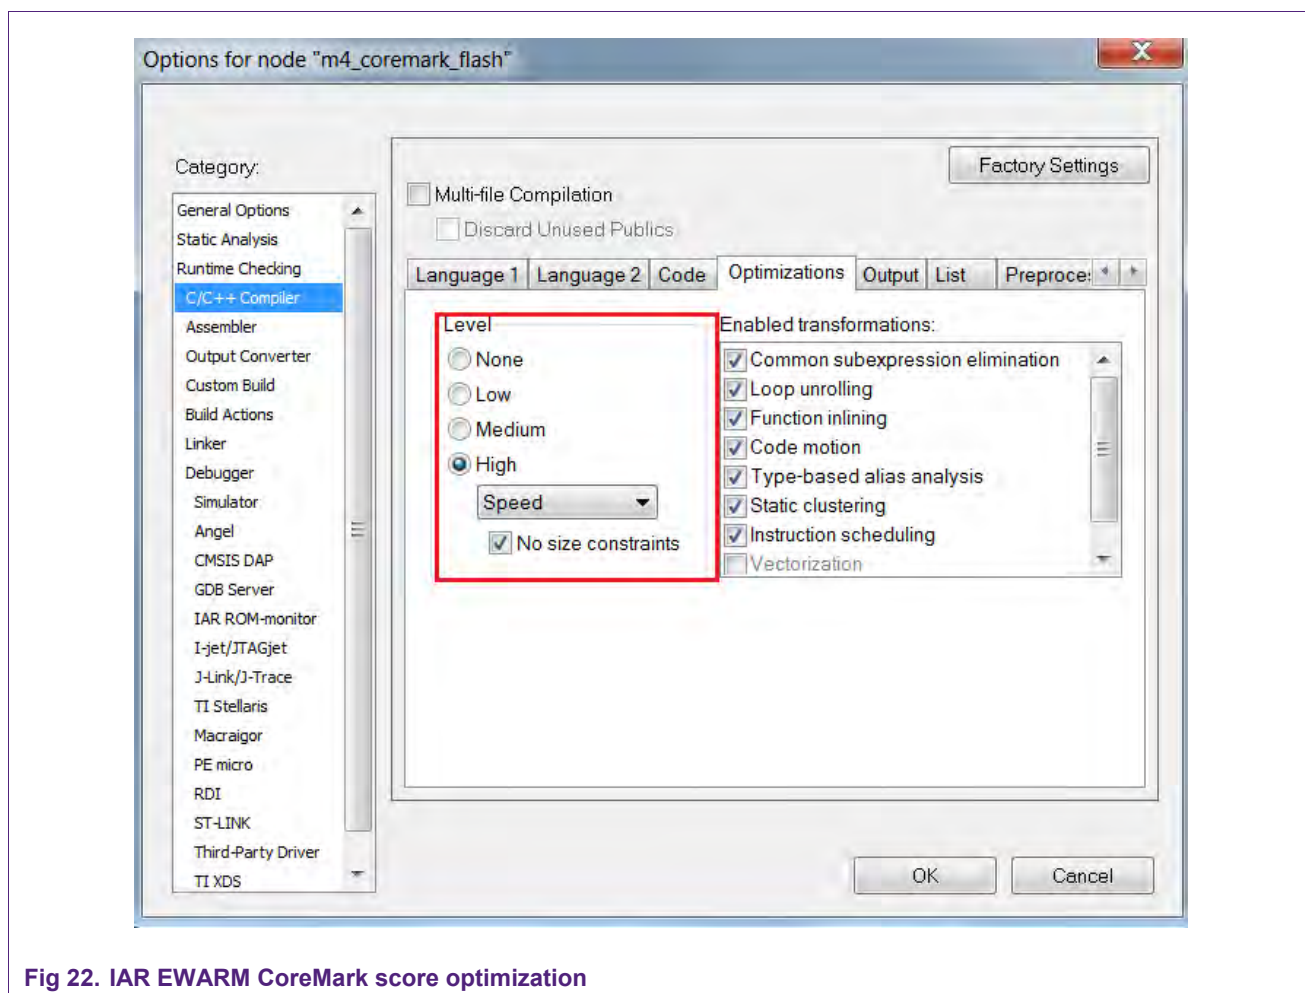 Options for node "m4_coremark_flash"
X
Category:
General Options
Static Analysis
Runtime Checking
C/C++ Compiler
Assembler
Output Converter
Custom Build
Build Actions
Linker
Debugger
Simulator
Angel
CMSIS DAP
GDB Server
IAR ROM-monitor
I-jet/JTAGjet
J-Link/J-Trace
TI Stellaris
Macraigor
PE micro
RDI
ST-LINK
Third-Party Driver
TI XDS
Factory Settings
Multi-file Compilation
Discard Unused Publics
Language 1 Language 2 Code Optimizations Output List Preproces
Level
None
Low
Medium
High
Speed
No size constraints
Enabled transformations:
Common subexpression elimination
Loop unrolling
Function inlining
Code motion
Type-based alias analysis
Static clustering
Instruction scheduling
Vectorization
OK Cancel
Fig 22. IAR EWARM CoreMark score optimization